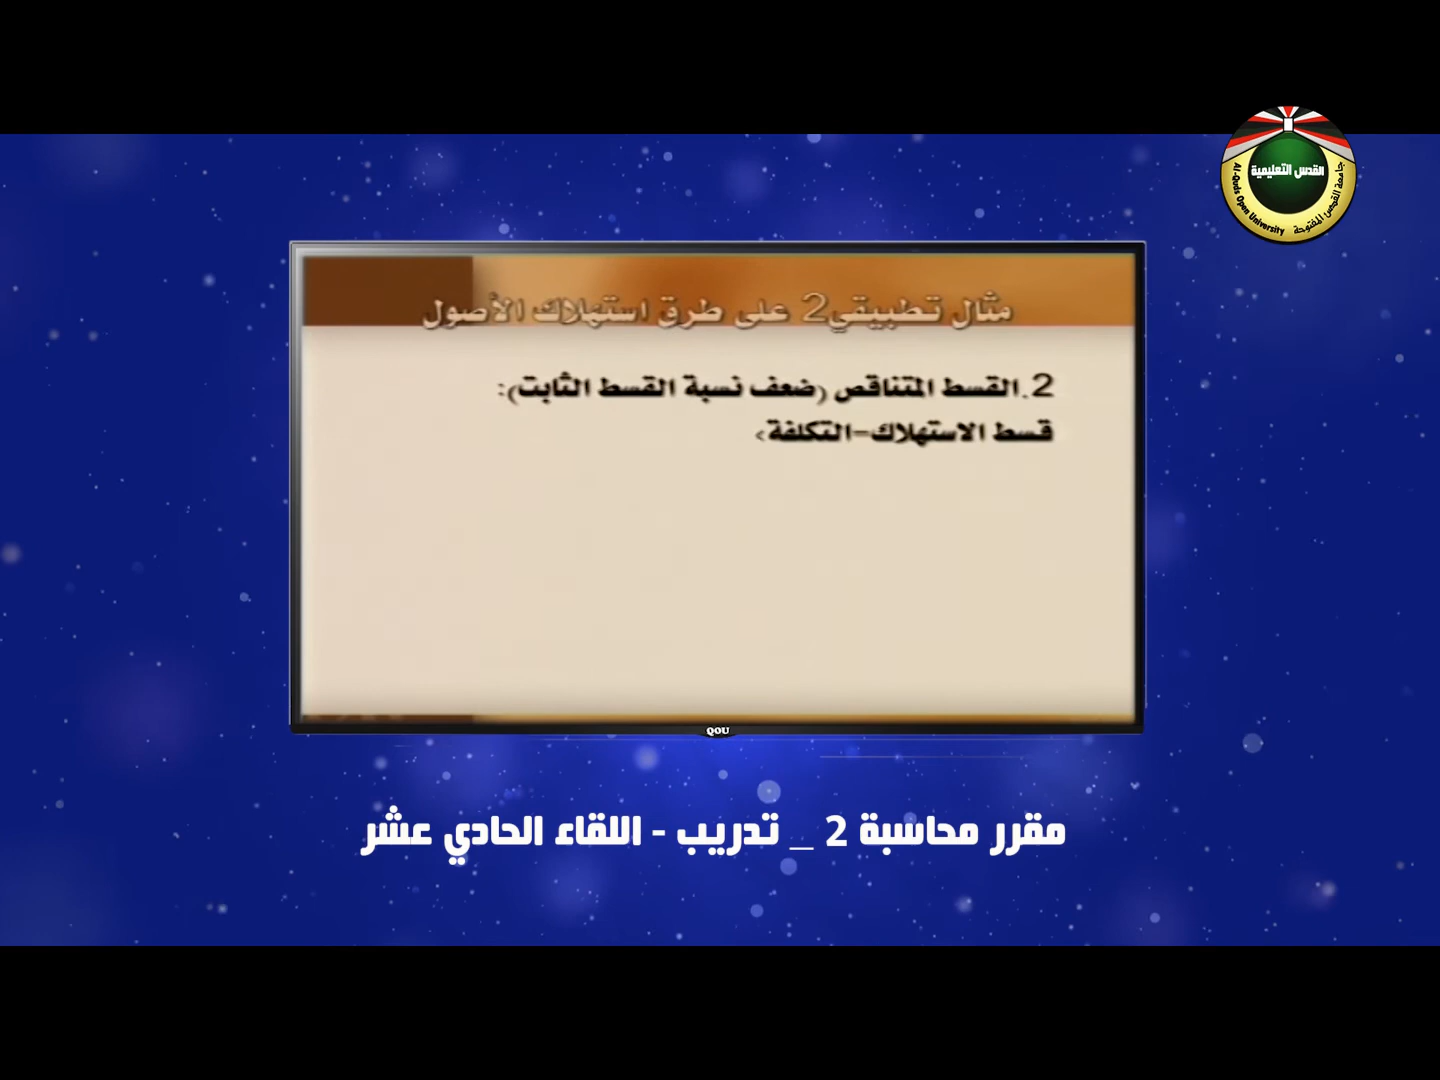 القدس التعليمية
جامعة القدس المفتوحة
Al-Quds Open University
مثال تطبيقي2 على طرق استهلاك الأصول
2.القسط المتناقص (ضعف نسبة القسط الثابت):
قسط الاستهلاك-التكلفة
QOU
مقرر محاسبة 2 _ تدريب - اللقاء الحادي عشر